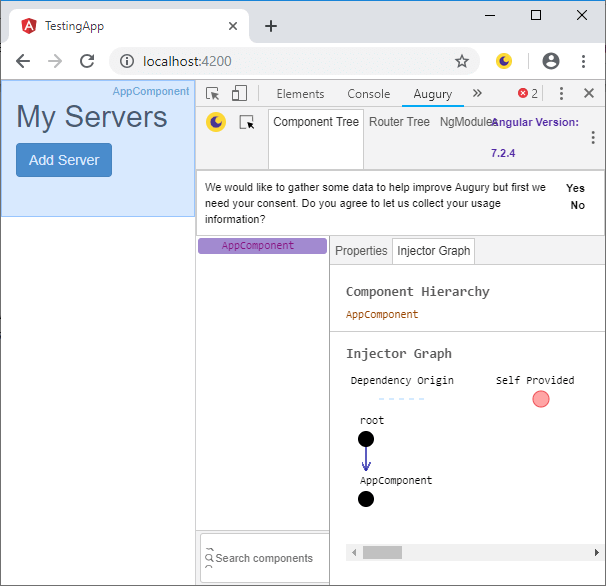 TestingApp
localhost:4200
AppComponent
My Servers
Add Server
Elements
Console
Augury
2
Component Tree
Router Tree
NgModules
Angular Version:
7.2.4
We would like to gather some data to help improve Augury but first we
need your consent. Do you agree to let us collect your usage
information?
Yes
No
AppComponent
Properties
Injector Graph
Component Hierarchy
AppComponent
Injector Graph
Dependency Origin
Self Provided
root
AppComponent
Search components